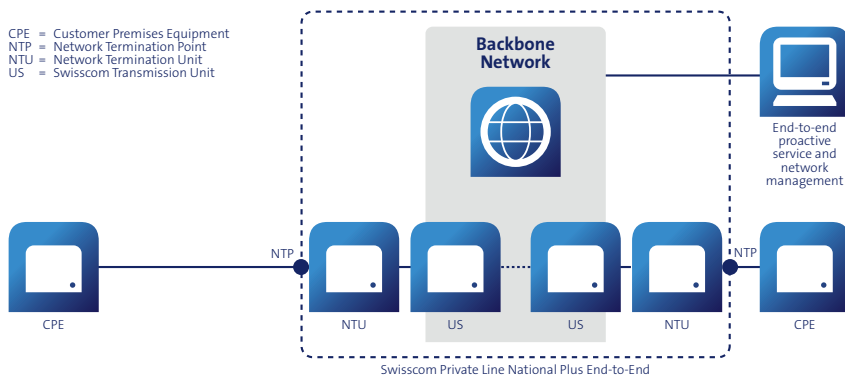 CPE = Customer Premises Equipment
NTP = Network Termination Point
NTU = Network Termination Unit
US = Swisscom Transmission Unit
Backbone
Network
End-to-end
proactive
service and
network
management
NTP
NTP
CPE
NTU
US
US
NTU
CPE
Swisscom Private Line National Plus End-to-End